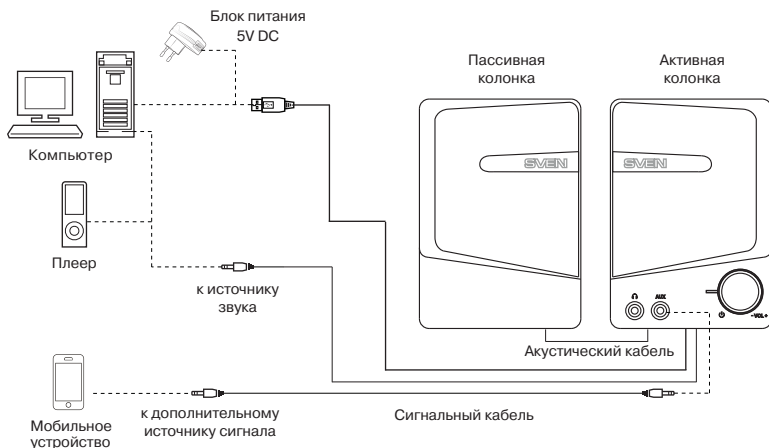 Блок питания
5V DC
Пассивная
колонка
Активная
колонка
SVEN
SVEN
Компьютер
Плеер
к источнику
звука
AUX
- VOL +
Акустический кабель
Мобильное
устройство
к дополнительному
источнику сигнала
Сигнальный кабель